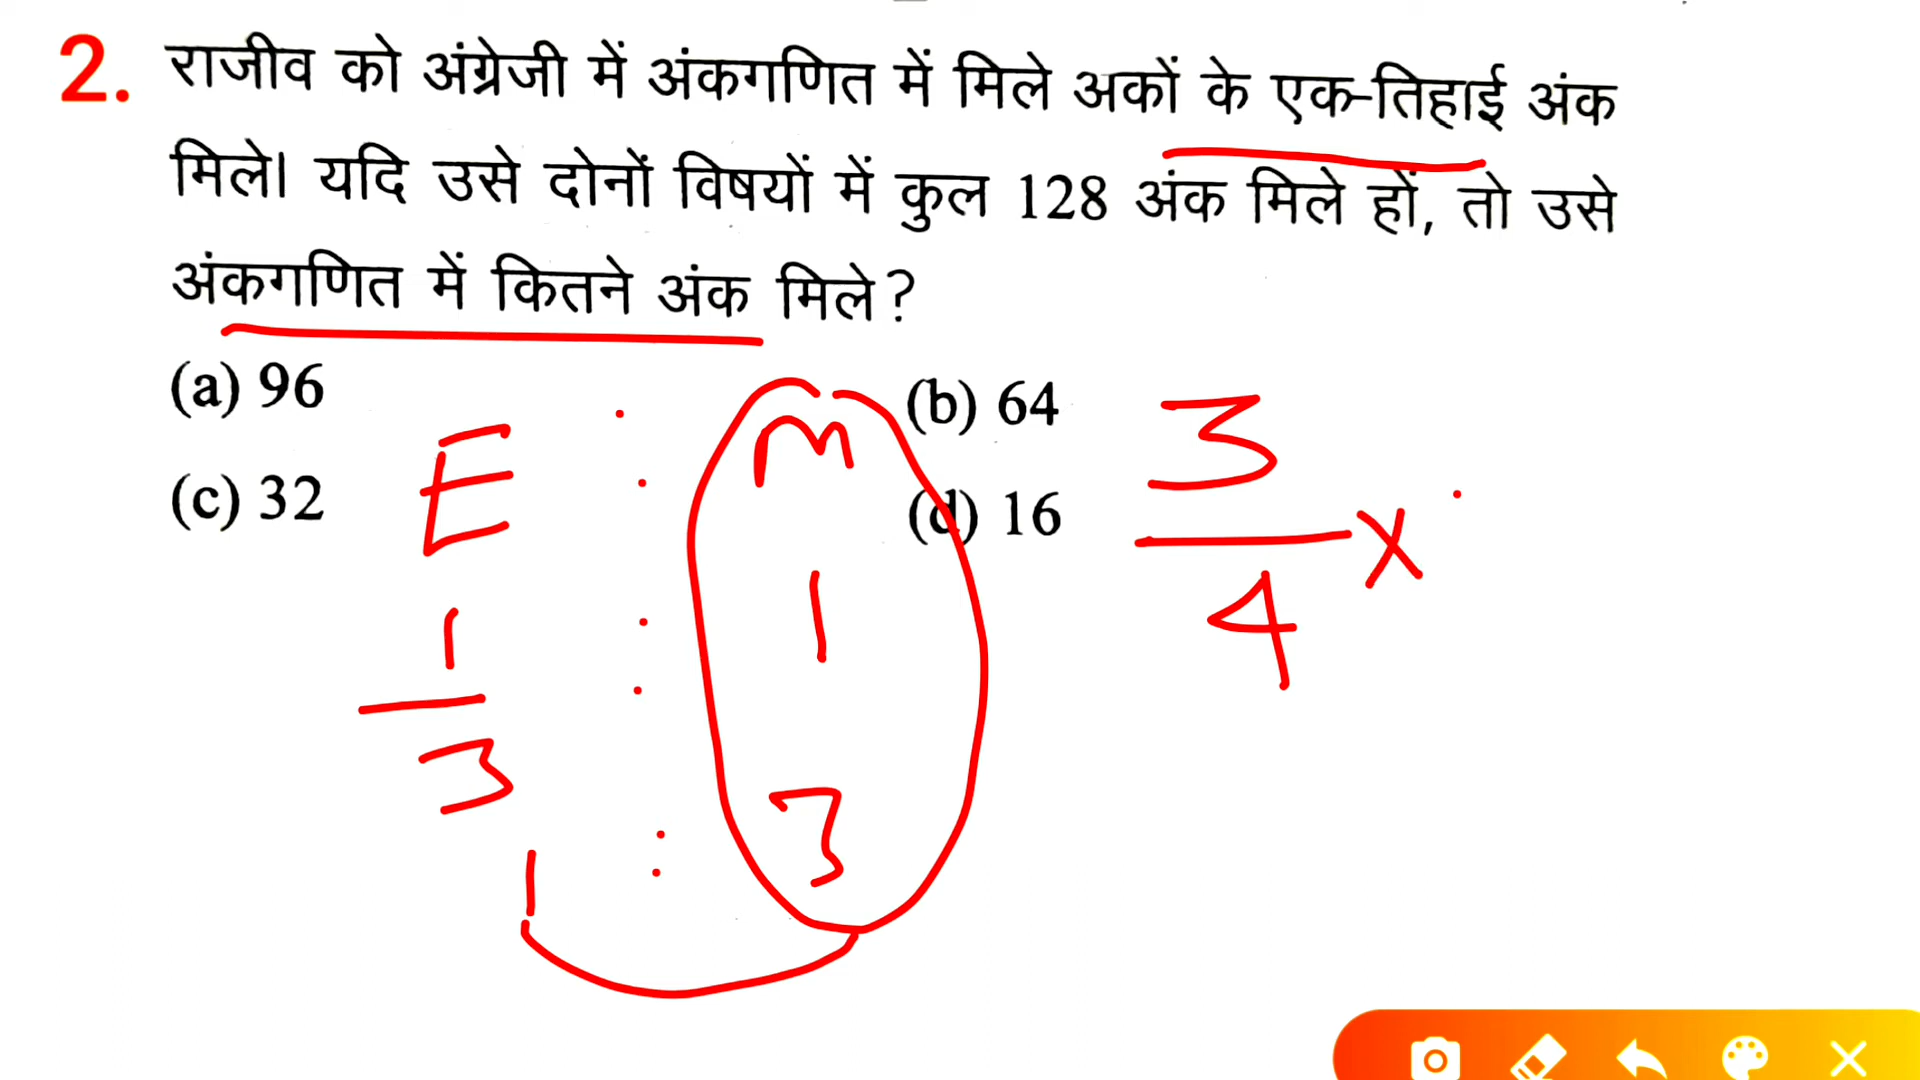 2. राजीव को अंग्रेजी में अंकगणित में मिले अकों के एक-तिहाई अंक
मिले। यदि उसे दोनों विषयों में कुल 128 अंक मिले हों, तो उसे
अंकगणित में कितने अंक मिले?
(a) 96 (b) 64
(c) 32 (d) 16
E : M
1/3 : 1
1 : 3
3/4 ×